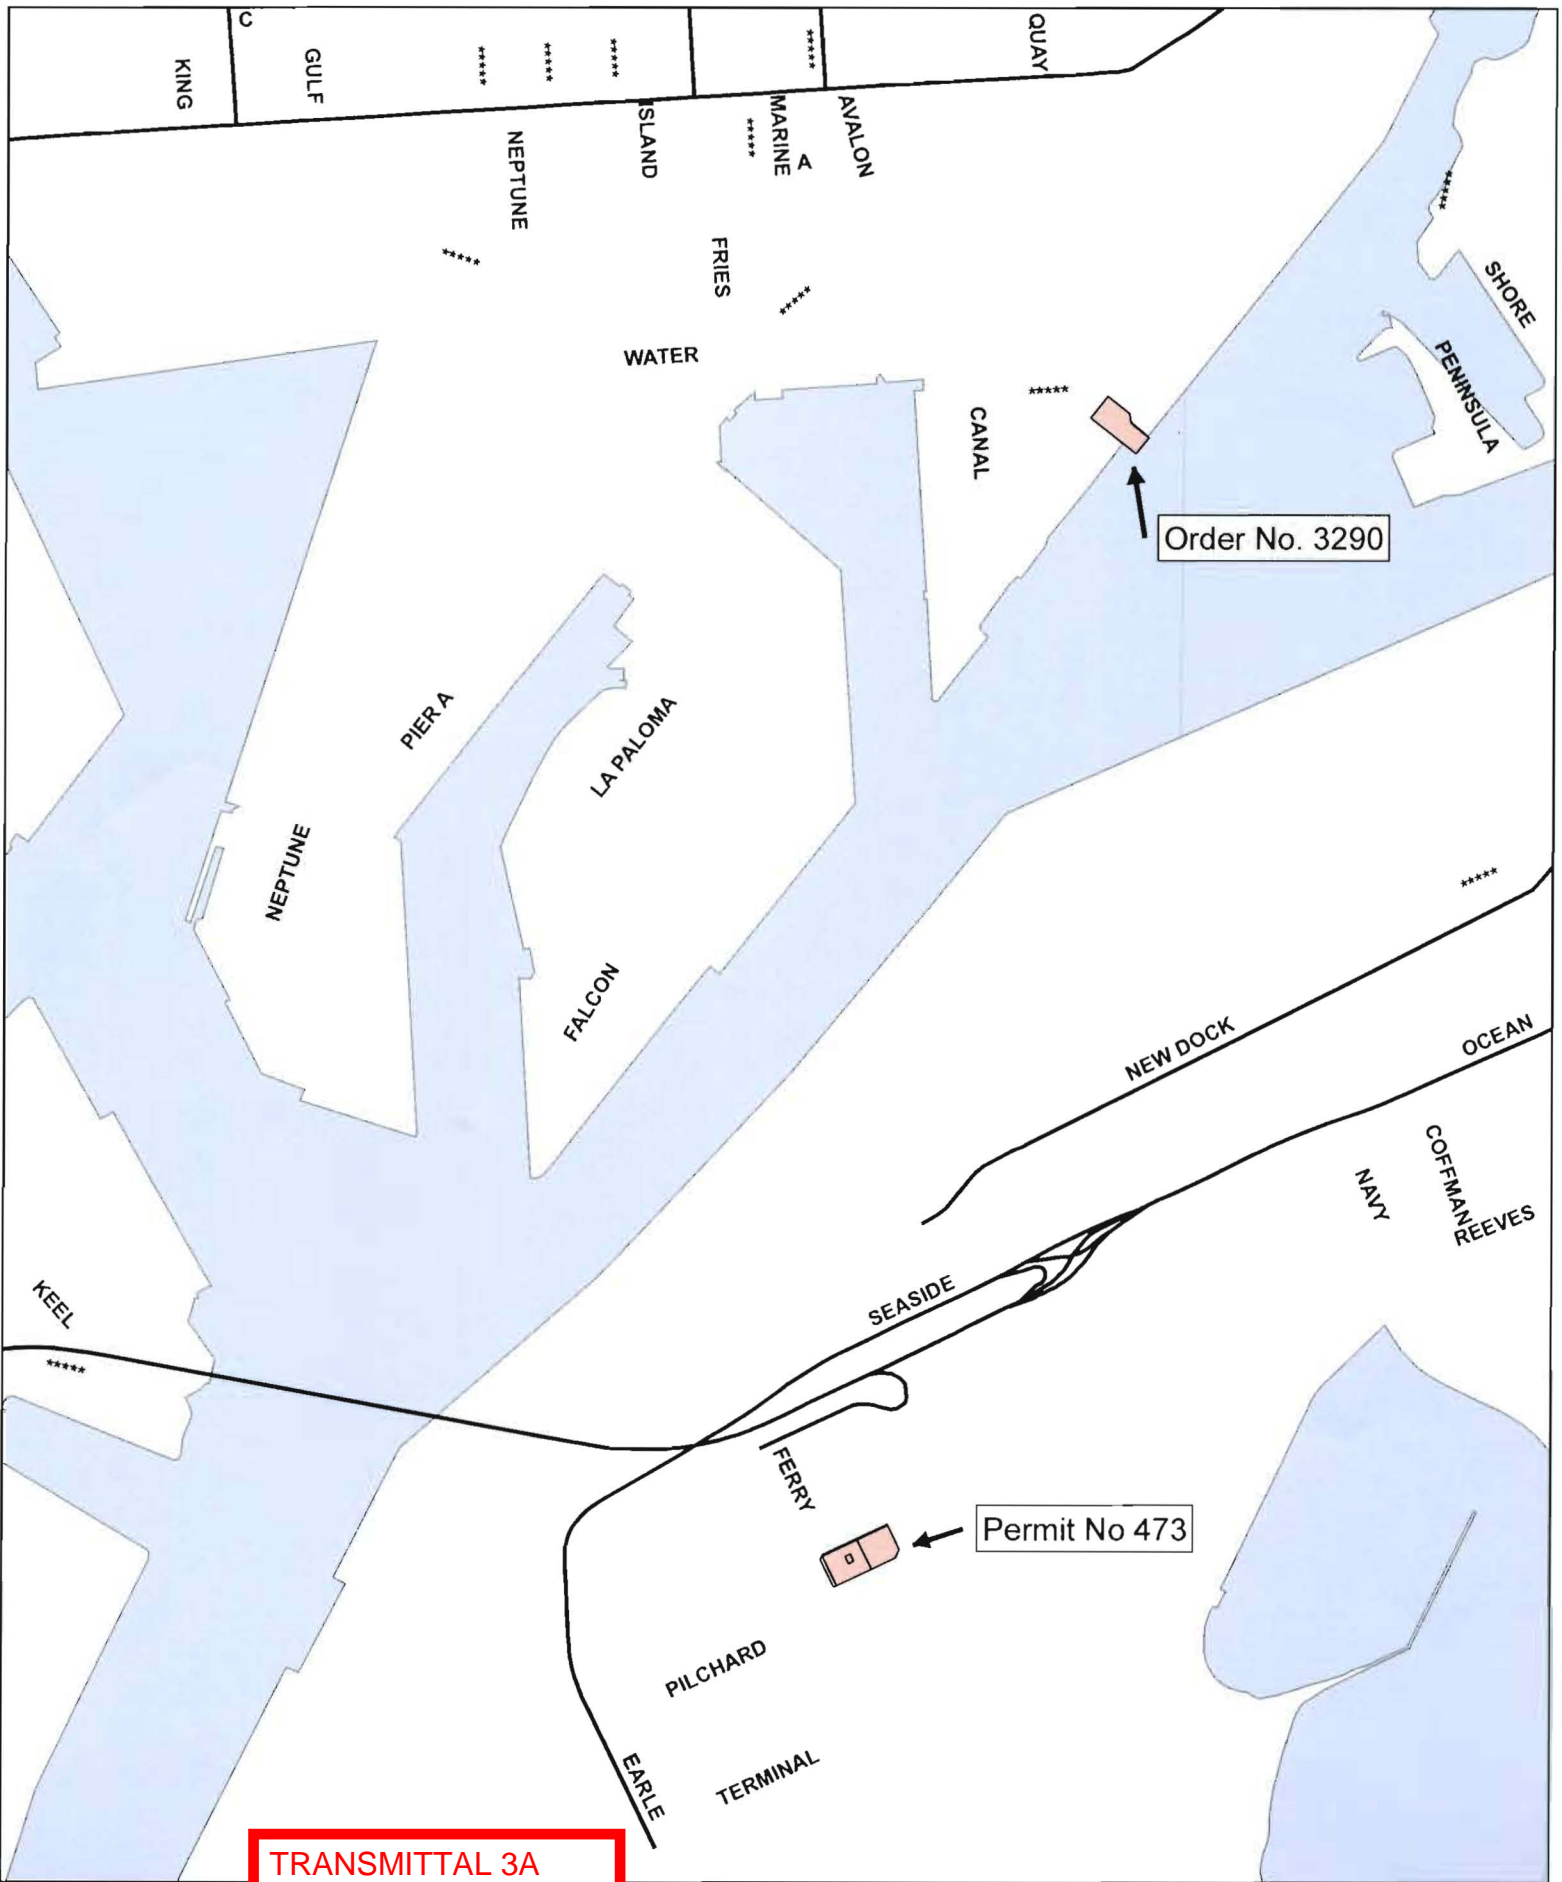 C
QUAY
KING
GULF
*****
*****
*****
*****
ISLAND
MARINE
AVALON
NEPTUNE
*****
A
*****
*****
FRIES
*****
SHORE
WATER
PENINSULA
*****
CANAL
Order No. 3290
PIER A
LA PALOMA
NEPTUNE
*****
FALCON
NEW DOCK
OCEAN
COFFMAN
NAVY
REEVES
KEEL
SEASIDE
*****
FERRY
Permit No 473
PILCHARD
EARLE
TERMINAL
TRANSMITTAL 3A